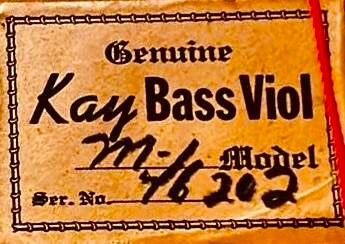 Genuine
Kay Bass Viol
M-1 Model
Ser. No. 46202